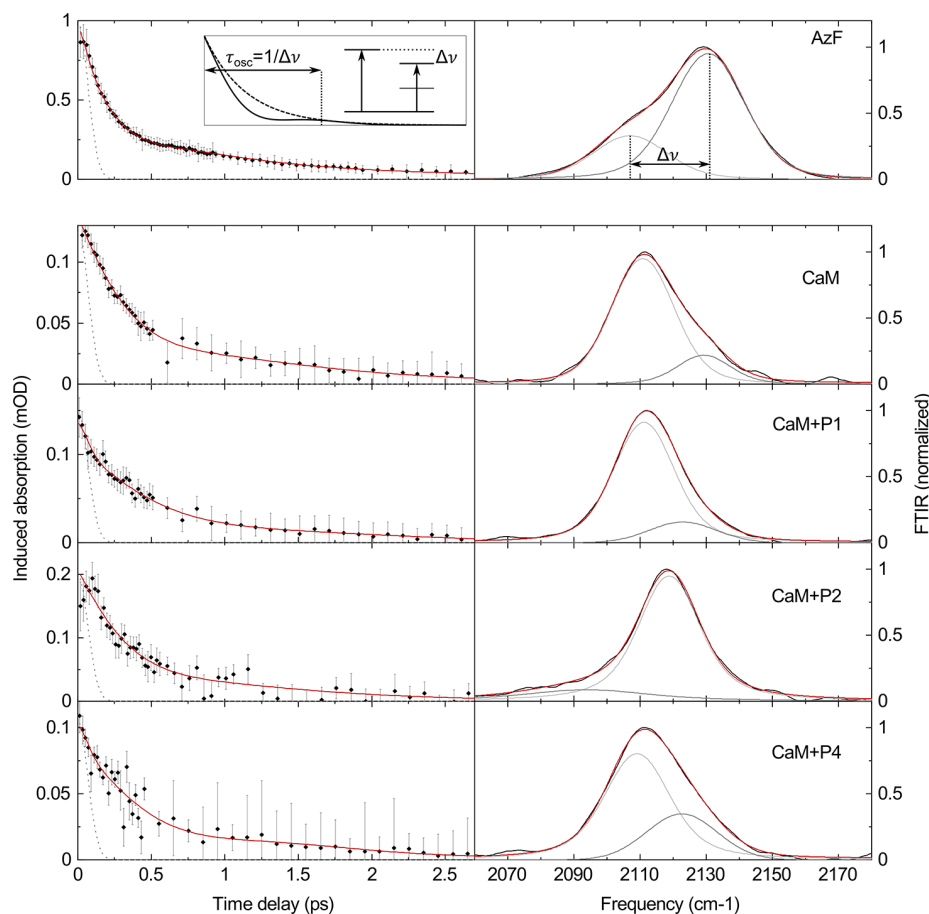 1
0.5
0
τosc=1/Δν
Δν
AzF
Δν
1
0.5
0
0.1
0.05
0
CaM
1
0.5
0
0.1
0
CaM+P1
1
0.5
0
0.2
0.1
0
CaM+P2
1
0.5
0
0.1
0.05
0
CaM+P4
1
0.5
0
Induced absorption (mOD)
FTIR (normalized)
0 0.5 1 1.5 2 2.5
2070 2090 2110 2130 2150 2170
Time delay (ps)
Frequency (cm-1)